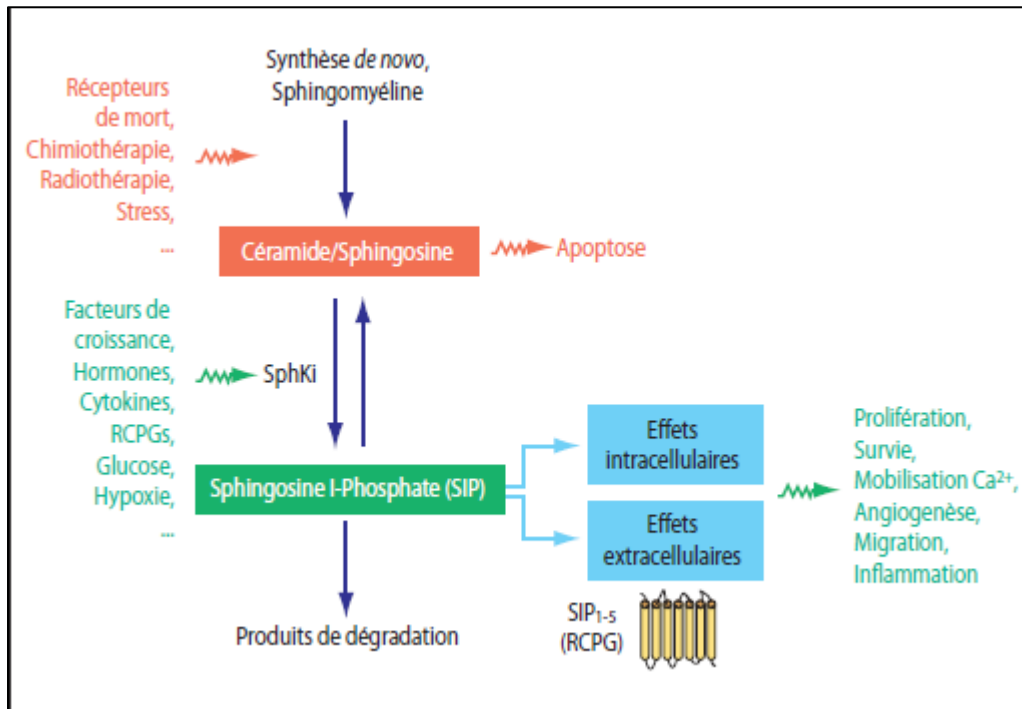 Synthèse de novo,
Sphingomyéline
Récepteurs
de mort,
Chimiothérapie,
Radiothérapie,
Stress,
...
Céramide/Sphingosine
Apoptose
Facteurs de
croissance,
Hormones,
Cytokines,
RCPGs,
Glucose,
Hypoxie,
...
SphKi
Sphingosine I-Phosphate (SIP)
Effets
intracellulaires
Effets
extracellulaires
Prolifération,
Survie,
Mobilisation Ca²⁺,
Angiogenèse,
Migration,
Inflammation
SIP₁₋₅
(RCPG)
Produits de dégradation